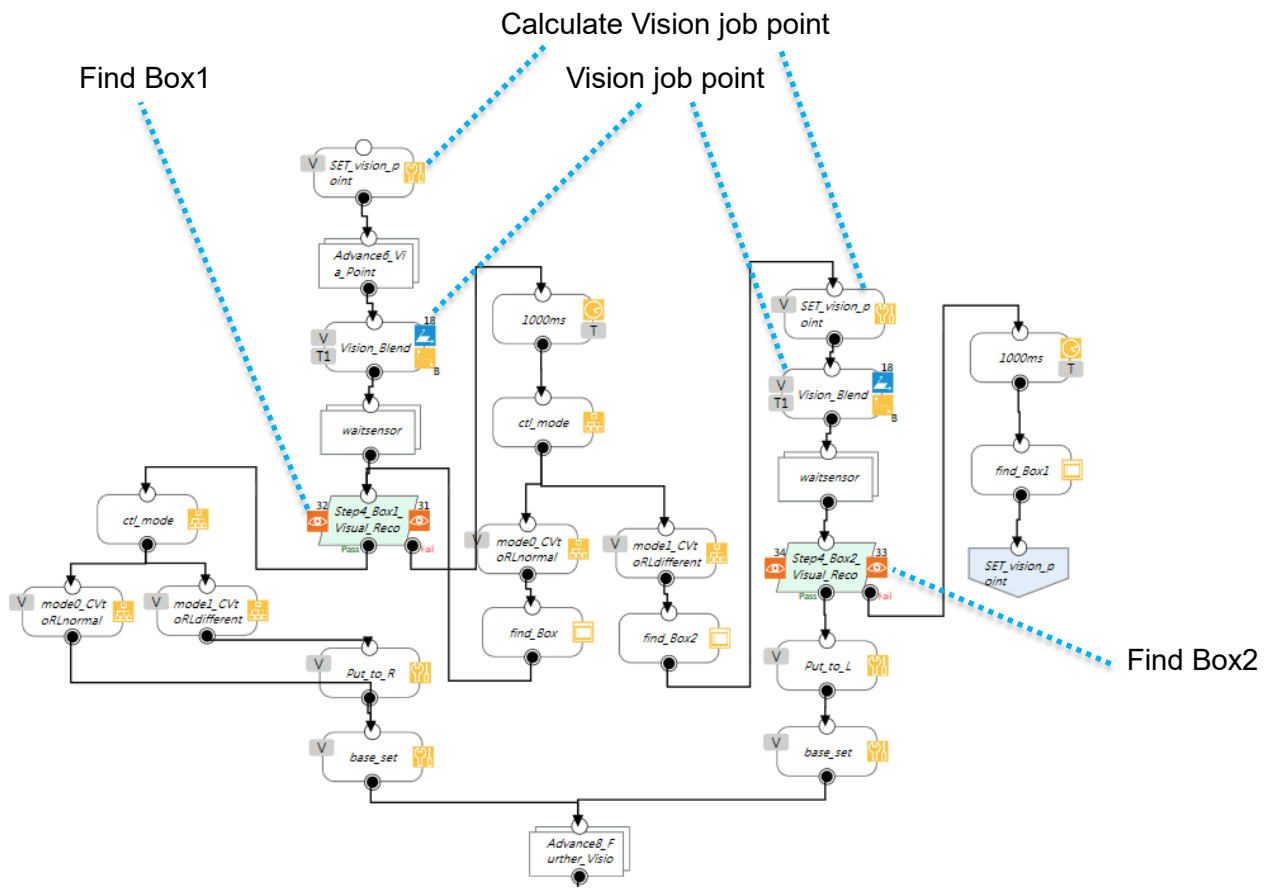 Calculate Vision job point
Find Box1
Vision job point
V
SET_vision_p
oint
Advance6_Vi
a_Point
18
V
T1
Vision_Blend
B
waitsensor
32
31
Step4_Box1_
Visual_Reco
Pass
Fail
ctl_mode
V
mode0_CVt
oRLnormal
V
mode1_CVt
oRLdifferent
V
Put_to_R
V
base_set
1000ms
T
ctl_mode
V
mode0_CVt
oRLnormal
V
mode1_CVt
oRLdifferent
find_Box
find_Box2
V
SET_vision_p
oint
18
V
T1
Vision_Blend
B
waitsensor
34
33
Step4_Box2_
Visual_Reco
Pass
Fail
V
Put_to_L
V
base_set
1000ms
T
find_Box1
SET_vision_p
oint
Find Box2
Advance8_F
urther_Visio